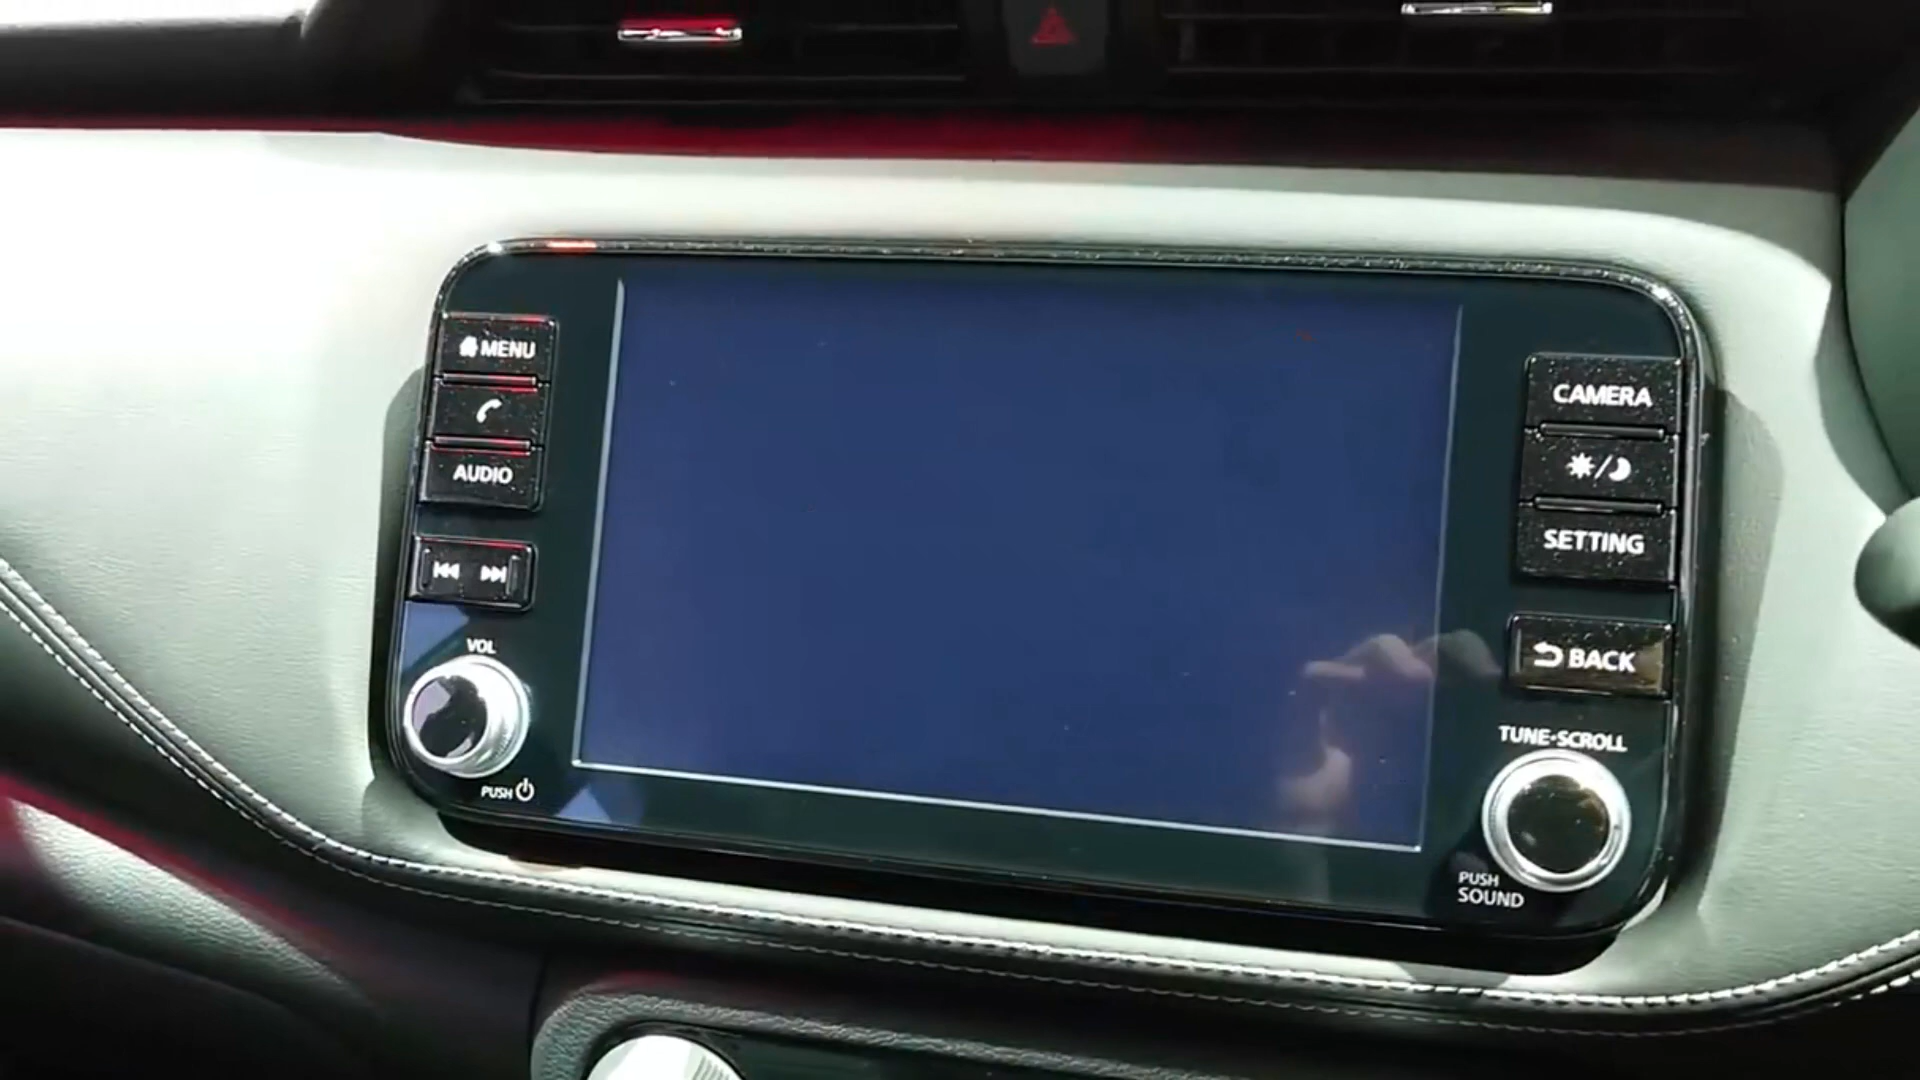 MENU
AUDIO
VOL
PUSH
CAMERA
SETTING
BACK
TUNE·SCROLL
PUSH
SOUND